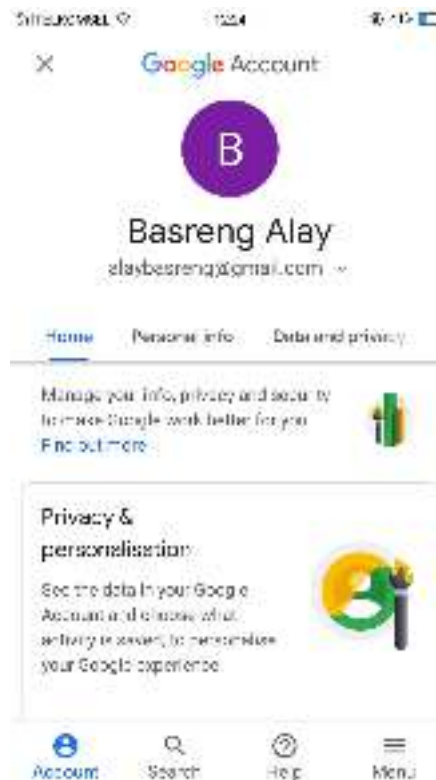 TELKOMSEL
Google Account
B
Basreng Alay
alaybasreng@gmail.com
Home Personal info Data and privacy
Manage your info, privacy and security
to make Google work better for you
Find out more
Privacy &
personalisation
See the data in your Google
Account and choose what
activity is saved, to personalise
your Google experience
Account Search Help Menu